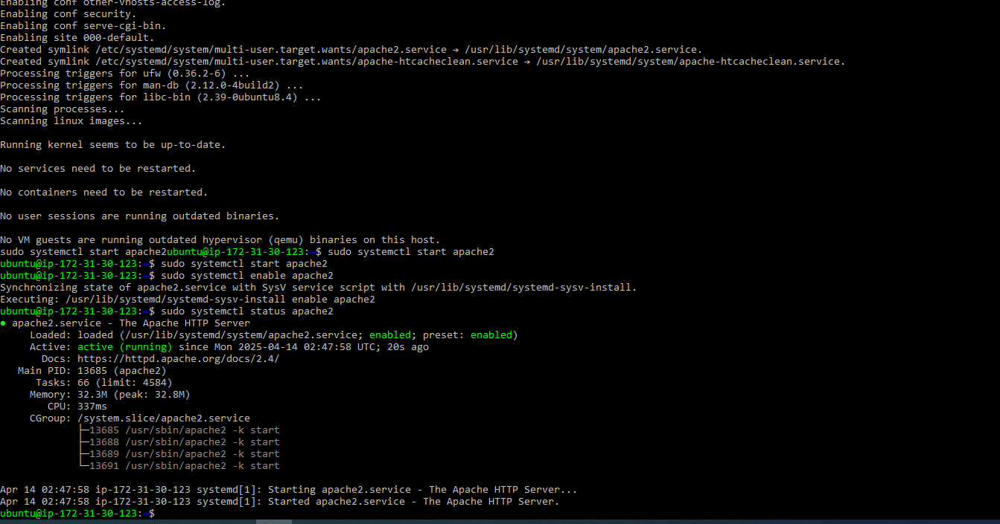 Enabling conf other-vhosts-access-log.
Enabling conf security.
Enabling conf serve-cgi-bin.
Enabling site 000-default.
Created symlink /etc/systemd/system/multi-user.target.wants/apache2.service → /usr/lib/systemd/system/apache2.service.
Created symlink /etc/systemd/system/multi-user.target.wants/apache-htcacheclean.service → /usr/lib/systemd/system/apache-htcacheclean.service.
Processing triggers for ufw (0.36.2-6) ...
Processing triggers for man-db (2.12.0-4build2) ...
Processing triggers for libc-bin (2.39-0ubuntu8.4) ...
Scanning processes...
Scanning linux images...

Running kernel seems to be up-to-date.

No services need to be restarted.

No containers need to be restarted.

No user sessions are running outdated binaries.

No VM guests are running outdated hypervisor (qemu) binaries on this host.
sudo systemctl start apache2ubuntu@ip-172-31-30-123:~$ sudo systemctl start apache2
ubuntu@ip-172-31-30-123:~$ sudo systemctl start apache2
ubuntu@ip-172-31-30-123:~$ sudo systemctl enable apache2
Synchronizing state of apache2.service with SysV service script with /usr/lib/systemd/systemd-sysv-install.
Executing: /usr/lib/systemd/systemd-sysv-install enable apache2
ubuntu@ip-172-31-30-123:~$ sudo systemctl status apache2
● apache2.service - The Apache HTTP Server
     Loaded: loaded (/usr/lib/systemd/system/apache2.service; enabled; preset: enabled)
     Active: active (running) since Mon 2025-04-14 02:47:58 UTC; 20s ago
       Docs: https://httpd.apache.org/docs/2.4/
   Main PID: 13685 (apache2)
      Tasks: 66 (limit: 4584)
     Memory: 32.3M (peak: 32.8M)
        CPU: 337ms
     CGroup: /system.slice/apache2.service
             ├─13685 /usr/sbin/apache2 -k start
             ├─13688 /usr/sbin/apache2 -k start
             ├─13689 /usr/sbin/apache2 -k start
             └─13691 /usr/sbin/apache2 -k start

Apr 14 02:47:58 ip-172-31-30-123 systemd[1]: Starting apache2.service - The Apache HTTP Server...
Apr 14 02:47:58 ip-172-31-30-123 systemd[1]: Started apache2.service - The Apache HTTP Server.
ubuntu@ip-172-31-30-123:~$